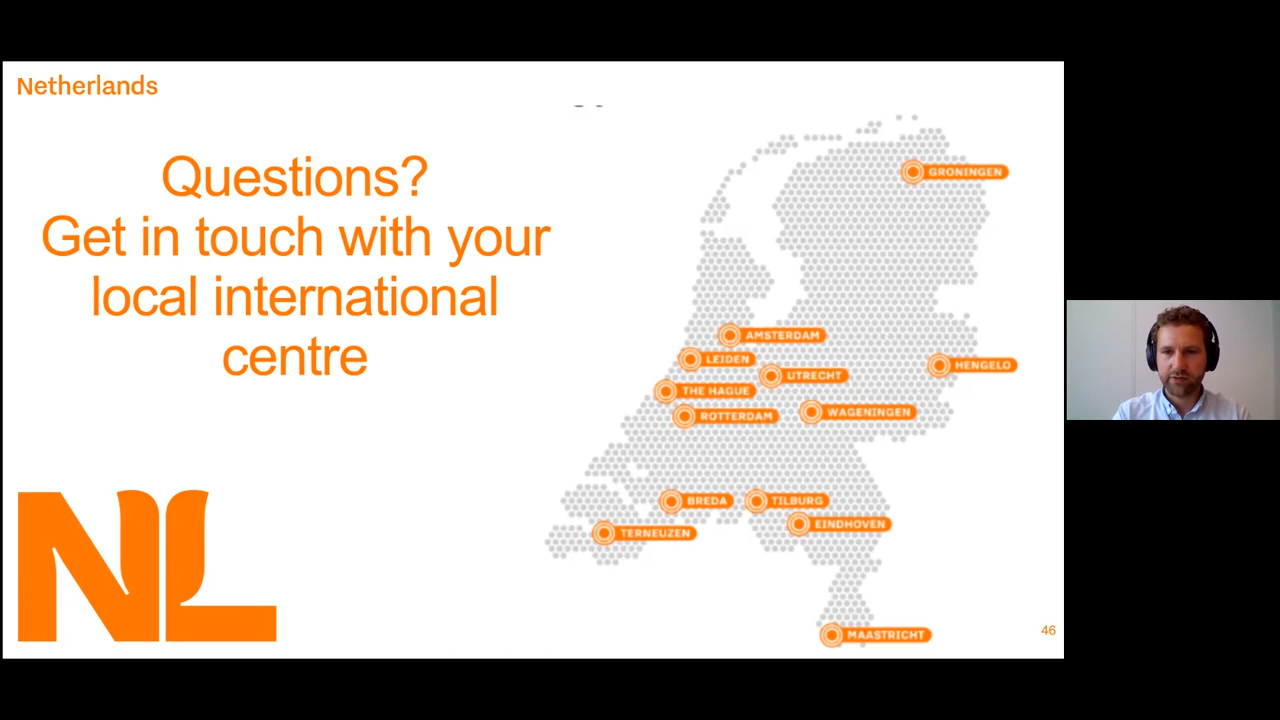 Netherlands
Questions?
Get in touch with your
local international
centre
GRONINGEN
AMSTERDAM
LEIDEN
UTRECHT
HENGELO
THE HAGUE
ROTTERDAM
WAGENINGEN
BREDA
TILBURG
EINDHOVEN
TERNEUZEN
MAASTRICHT
NL
46